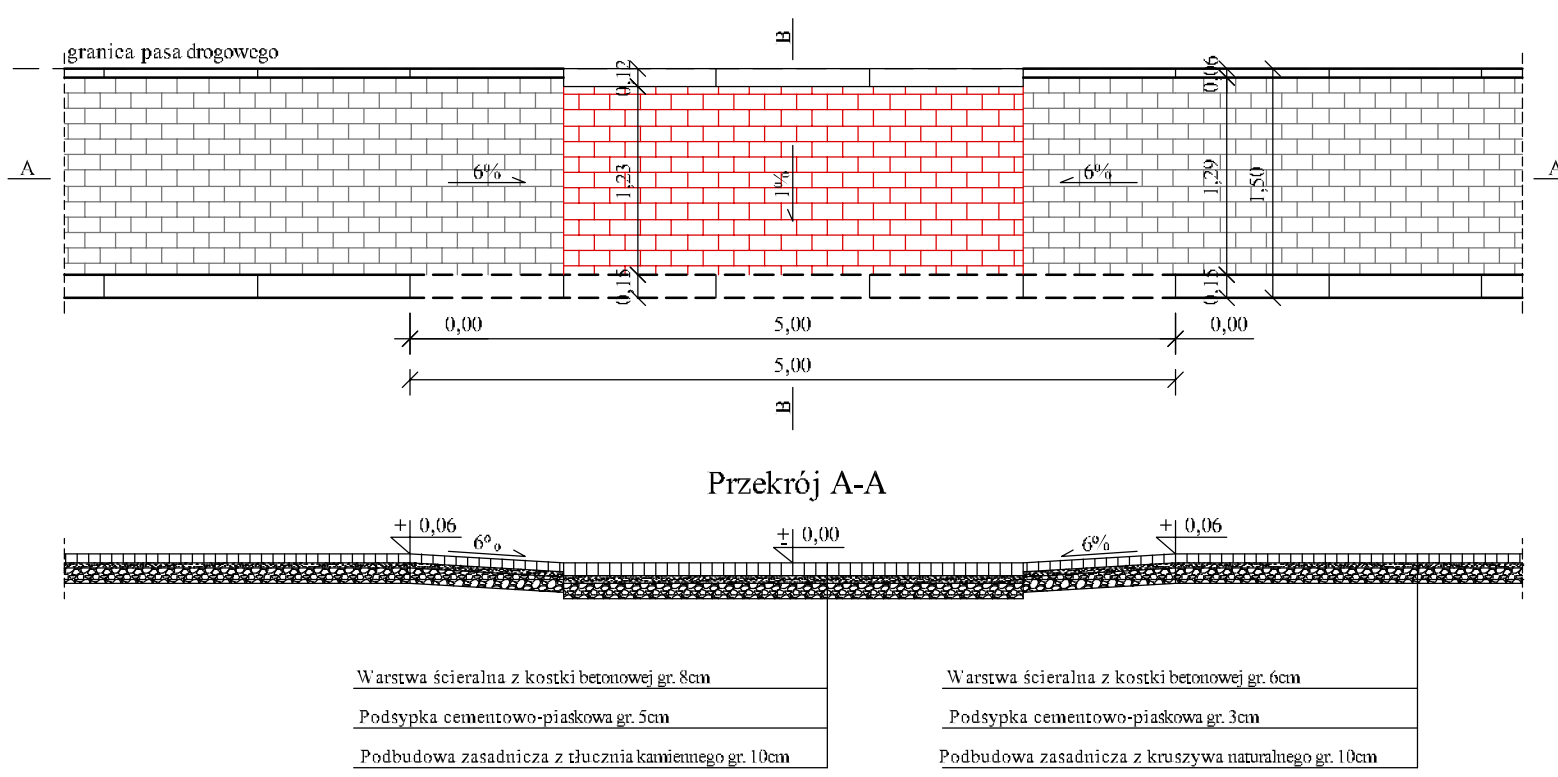 granica pasa drogowego
B
0,12
0,06
A
6%
1,23
1%
6%
1,29
1,50
A
0,15
0,15
0,00
5,00
0,00
5,00
B
Przekrój A-A
+ 0,06
6%
± 0,00
6%
+ 0,06
Warstwa ścieralna z kostki betonowej gr. 8cm
Podsypka cementowo-piaskowa gr. 5cm
Podbudowa zasadnicza z tłucznia kamiennego gr. 10cm
Warstwa ścieralna z kostki betonowej gr. 6cm
Podsypka cementowo-piaskowa gr. 3cm
Podbudowa zasadnicza z kruszywa naturalnego gr. 10cm